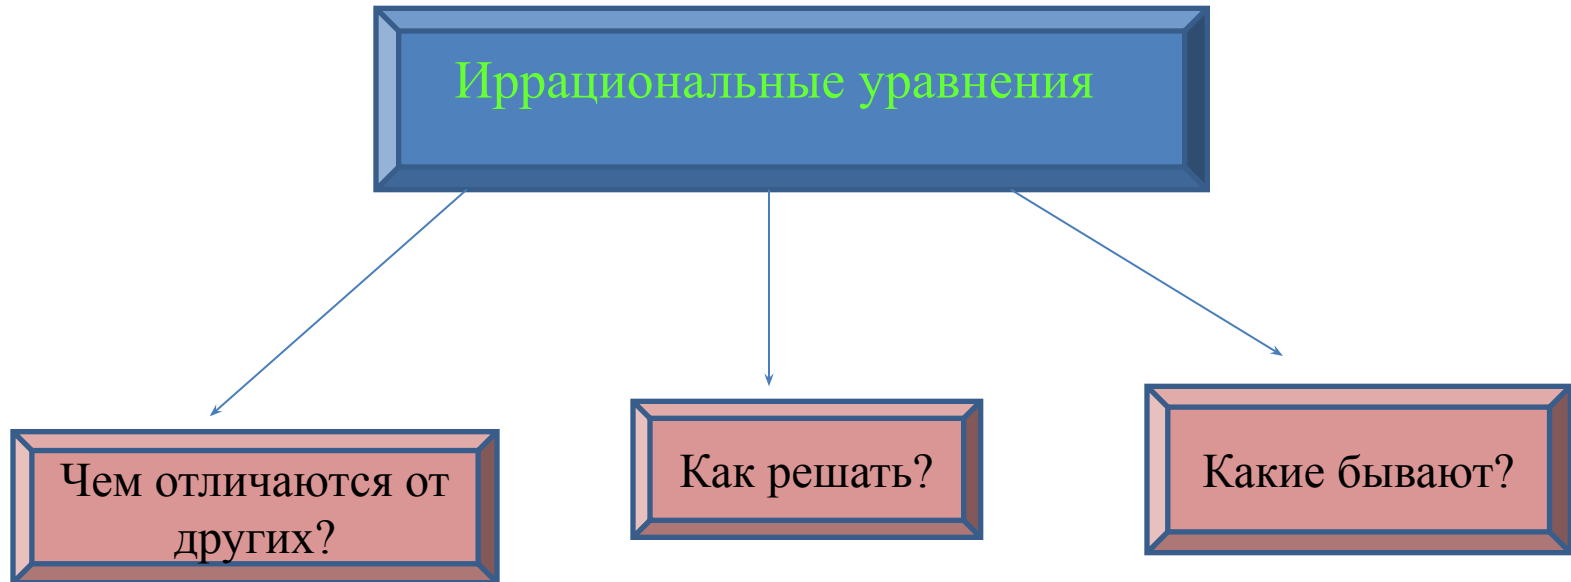 Иррациональные уравнения
Чем отличаются от
других?
Как решать?
Какие бывают?